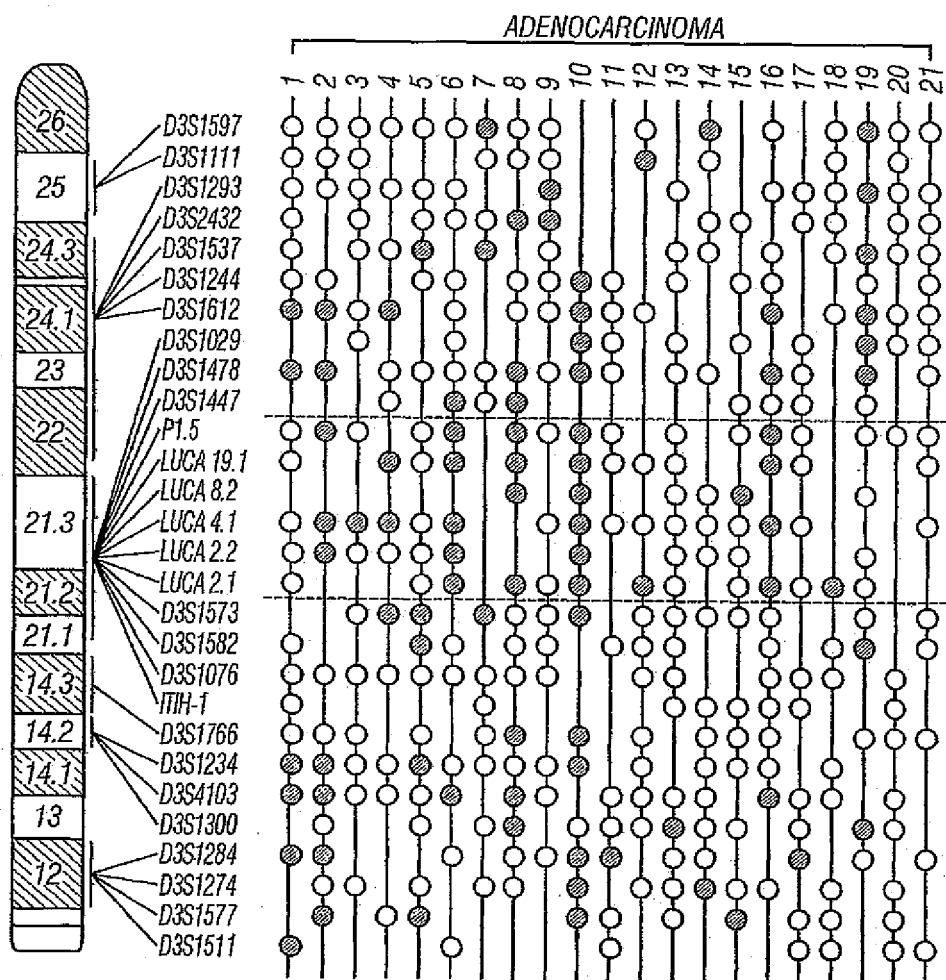 ADENOCARCINOMA
1 2 3 4 5 6 7 8 9 10 11 12 13 14 15 16 17 18 19 20 21
26
25
24.3
24.1
23
22
21.3
21.2
21.1
14.3
14.2
14.1
13
12
D3S1597
D3S1111
D3S1293
D3S2432
D3S1537
D3S1244
D3S1612
D3S1029
D3S1478
D3S1447
P1.5
LUCA 19.1
LUCA 8.2
LUCA 4.1
LUCA 2.2
LUCA 2.1
D3S1573
D3S1582
D3S1076
ITIH-1
D3S1766
D3S1234
D3S4103
D3S1300
D3S1284
D3S1274
D3S1577
D3S1511